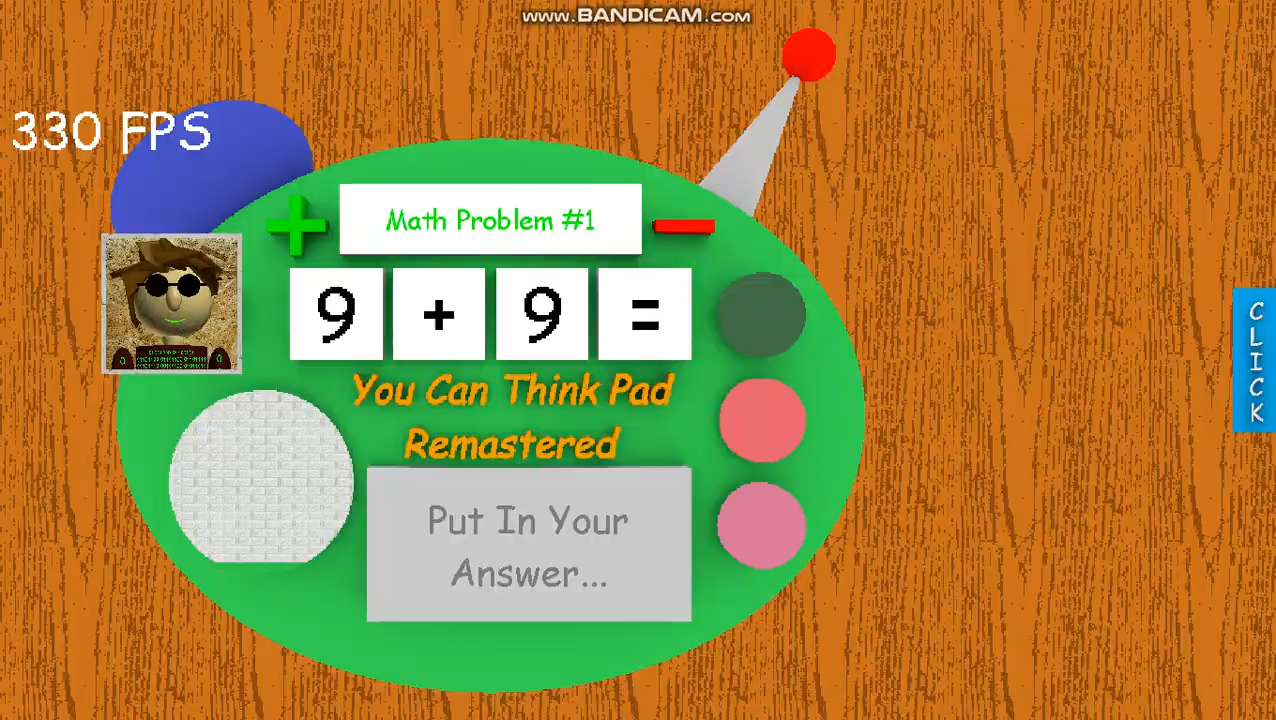 www.BANDICAM.com
330 FPS
Math Problem #1
9 + 9 =
You Can Think Pad
Remastered
Put In Your
Answer...
CLICK